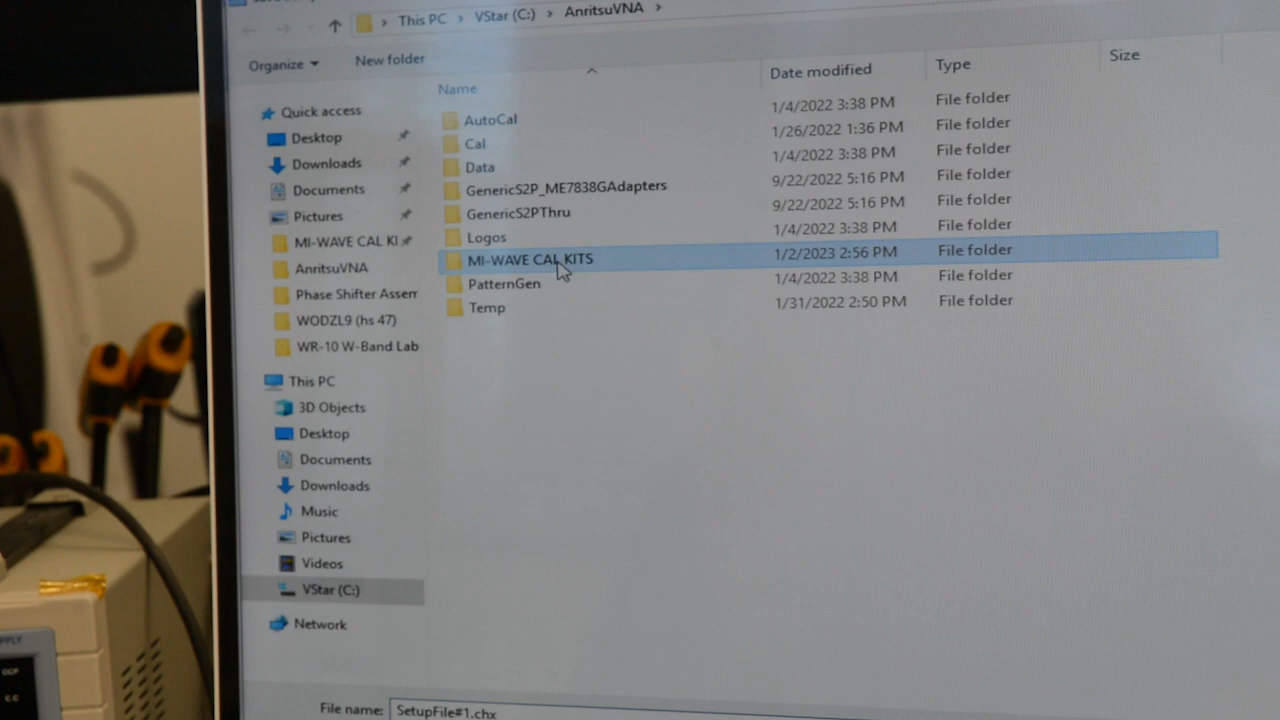 This PC > VStar (C:) > AnritsuVNA >
Organize New folder
Name Date modified Type Size
AutoCal 1/4/2022 3:38 PM File folder
Cal 1/26/2022 1:36 PM File folder
Data 1/4/2022 3:38 PM File folder
GenericS2P_ME7838GAdapters 9/22/2022 5:16 PM File folder
GenericS2PThru 9/22/2022 5:16 PM File folder
Logos 1/4/2022 3:38 PM File folder
MI-WAVE CAL KITS 1/2/2023 2:56 PM File folder
PatternGen 1/4/2022 3:38 PM File folder
Temp 1/31/2022 2:50 PM File folder
Quick access
Desktop
Downloads
Documents
Pictures
MI-WAVE CAL KI
AnritsuVNA
Phase Shifter Assem
WODZL9 (hs 47)
WR-10 W-Band Lab
This PC
3D Objects
Desktop
Documents
Downloads
Music
Pictures
Videos
VStar (C:)
Network
File name: SetupFile#1.chx
PPLY
OCP
C.C